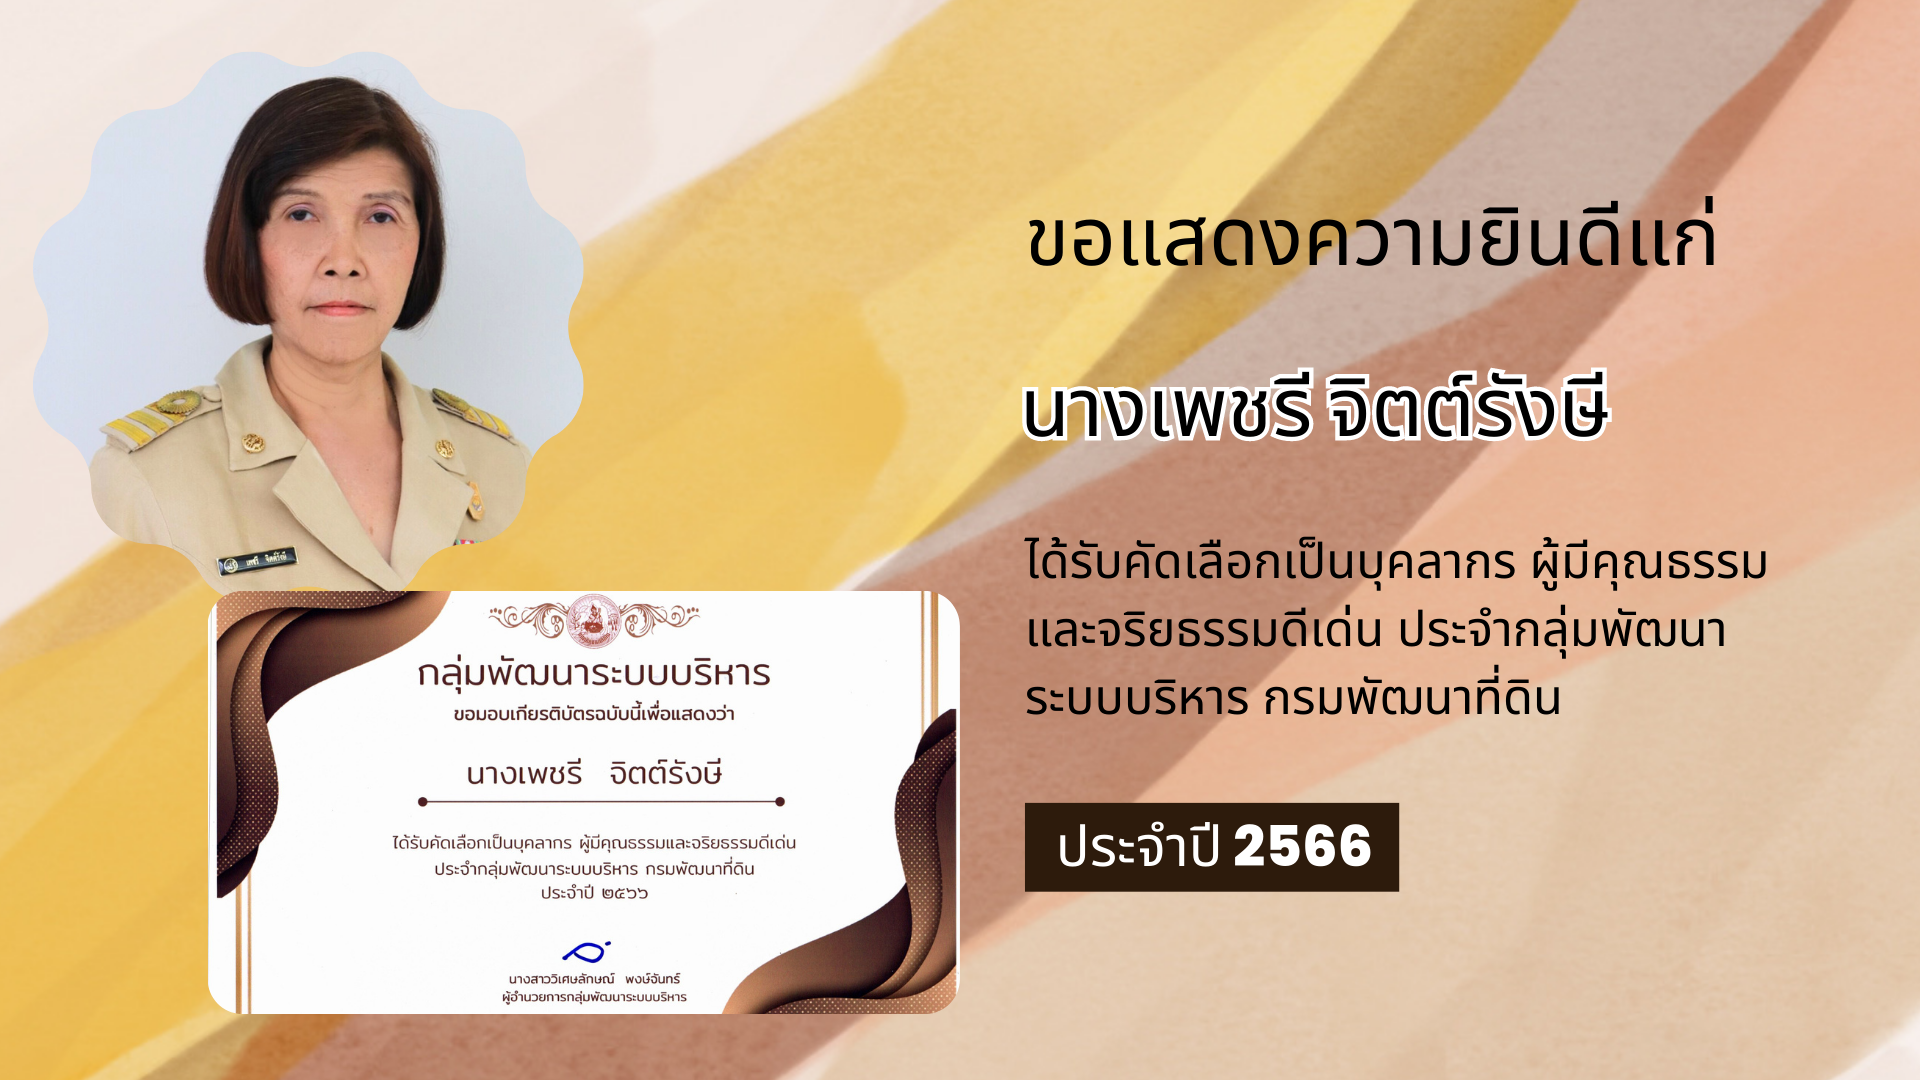 ขอแสดงความยินดีแก่
นางเพชรี จิตต์รังษี
ได้รับคัดเลือกเป็นบุคลากร ผู้มีคุณธรรม
และจริยธรรมดีเด่น ประจำกลุ่มพัฒนา
ระบบบริหาร กรมพัฒนาที่ดิน
ประจำปี 2566
เพชรี จิตต์รังษี
กลุ่มพัฒนาระบบบริหาร
ขอมอบเกียรติบัตรฉบับนี้เพื่อแสดงว่า
นางเพชรี จิตต์รังษี
ได้รับคัดเลือกเป็นบุคลากร ผู้มีคุณธรรมและจริยธรรมดีเด่น
ประจำกลุ่มพัฒนาระบบบริหาร กรมพัฒนาที่ดิน
ประจำปี ๒๕๖๖
นางสาววิเศษลักษณ์ พงษ์จันทร์
ผู้อำนวยการกลุ่มพัฒนาระบบบริหาร